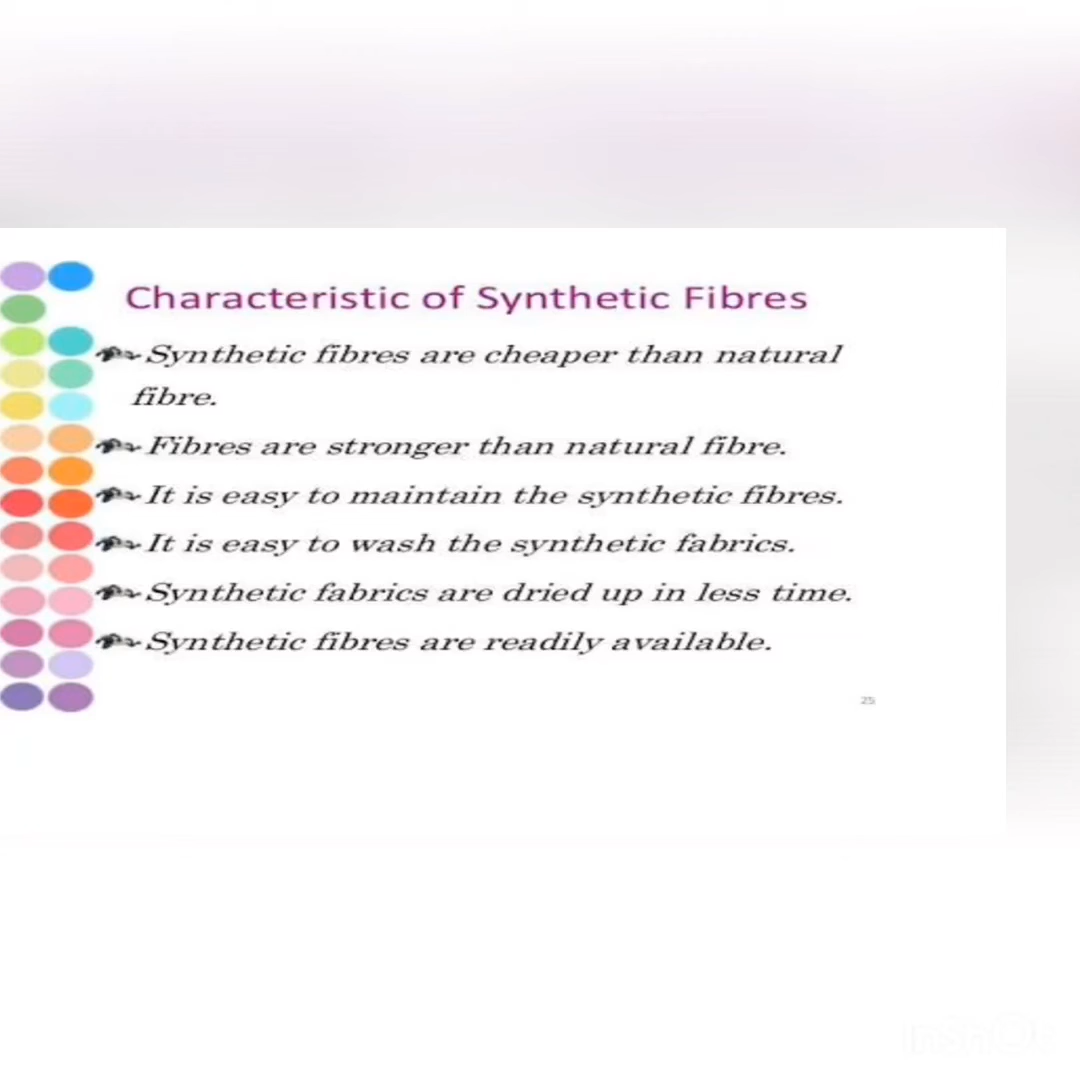 Characteristic of Synthetic Fibres
Synthetic fibres are cheaper than natural
fibre.
Fibres are stronger than natural fibre.
It is easy to maintain the synthetic fibres.
It is easy to wash the synthetic fabrics.
Synthetic fabrics are dried up in less time.
Synthetic fibres are readily available.
25